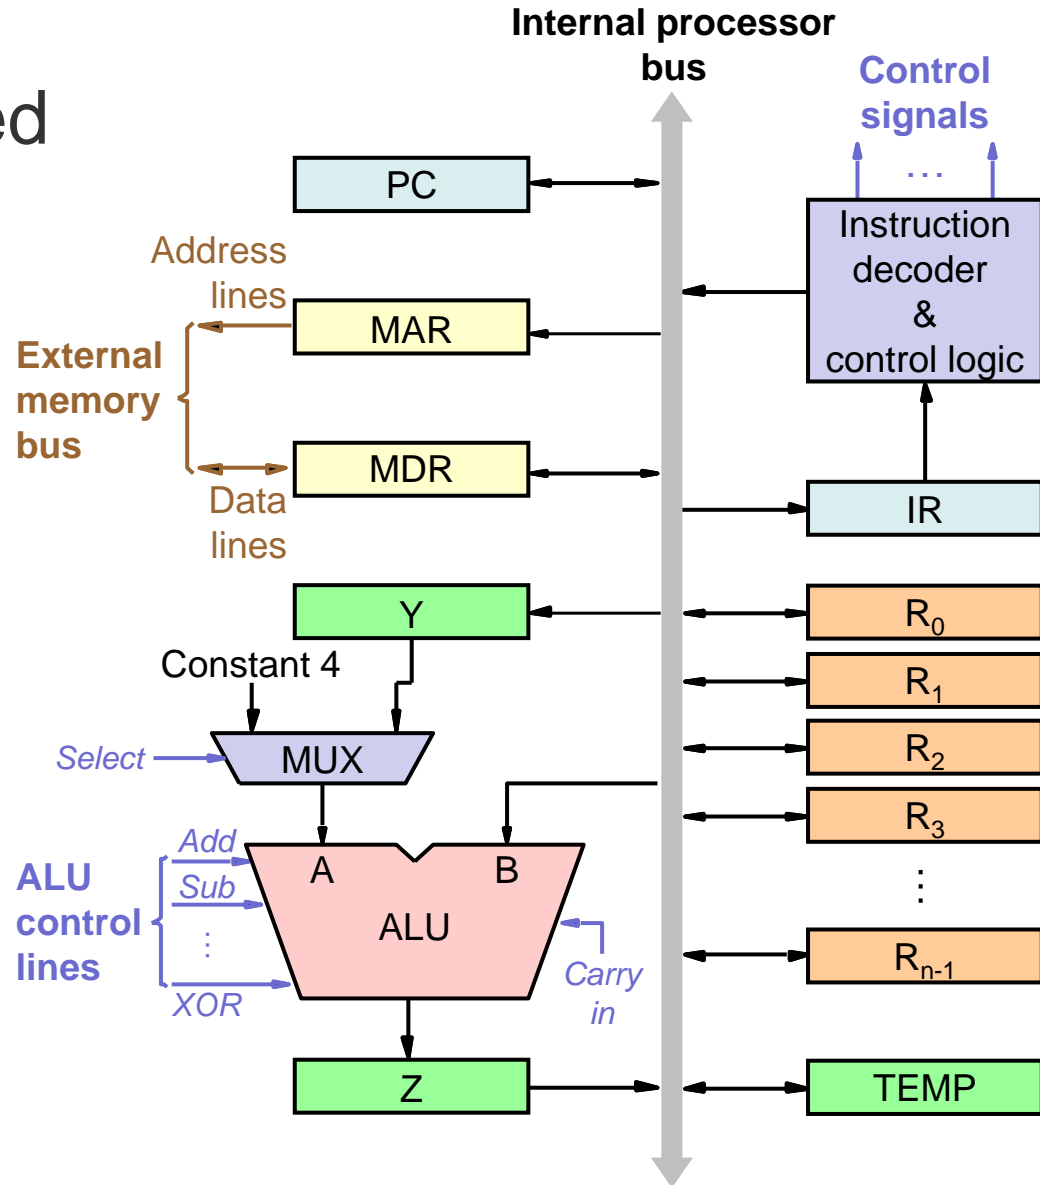 Internal processor
bus
Control
signals
...
ed
PC
Instruction
decoder
&
control logic
Address
lines
MAR
External
memory
bus
MDR
Data
lines
IR
Y
R0
Constant 4
R1
Select
MUX
R2
R3
⋮
Add
A
B
ALU
control
lines
Sub
⋮
ALU
XOR
Carry
in
Rn-1
Z
TEMP